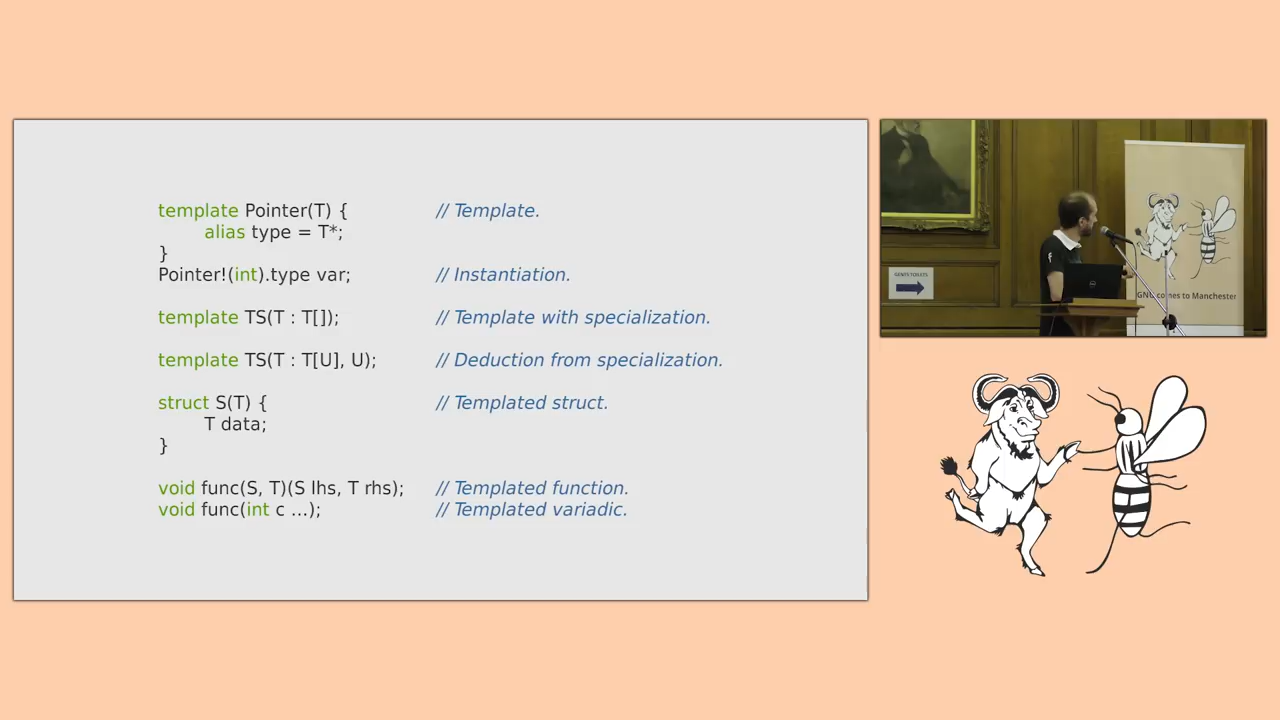 template Pointer(T) { // Template.
alias type = T*;
}
Pointer!(int).type var; // Instantiation.
template TS(T : T[]); // Template with specialization.
template TS(T : T[U], U); // Deduction from specialization.
struct S(T) { // Templated struct.
T data;
}
void func(S, T)(S lhs, T rhs); // Templated function.
void func(int c ...); // Templated variadic.
GENTS TOILETS
GNU comes to Manchester